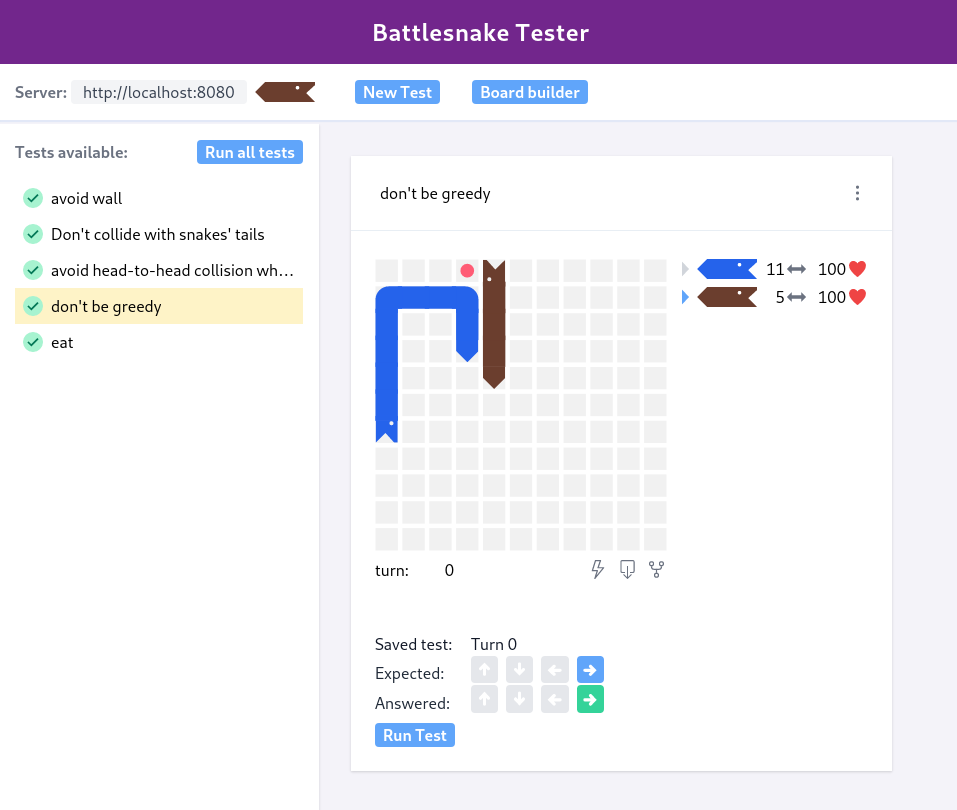 Battlesnake Tester
Server: http://localhost:8080 New Test Board builder
Tests available: Run all tests
avoid wall
Don't collide with snakes' tails
avoid head-to-head collision wh...
don't be greedy
eat
don't be greedy
11 100
5 100
turn: 0
Saved test: Turn 0
Expected:
Answered:
Run Test